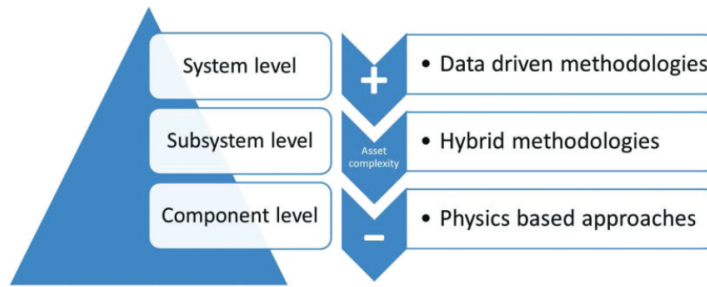 System level
+
• Data driven methodologies
Subsystem level
Asset
complexity
• Hybrid methodologies
Component level
−
• Physics based approaches